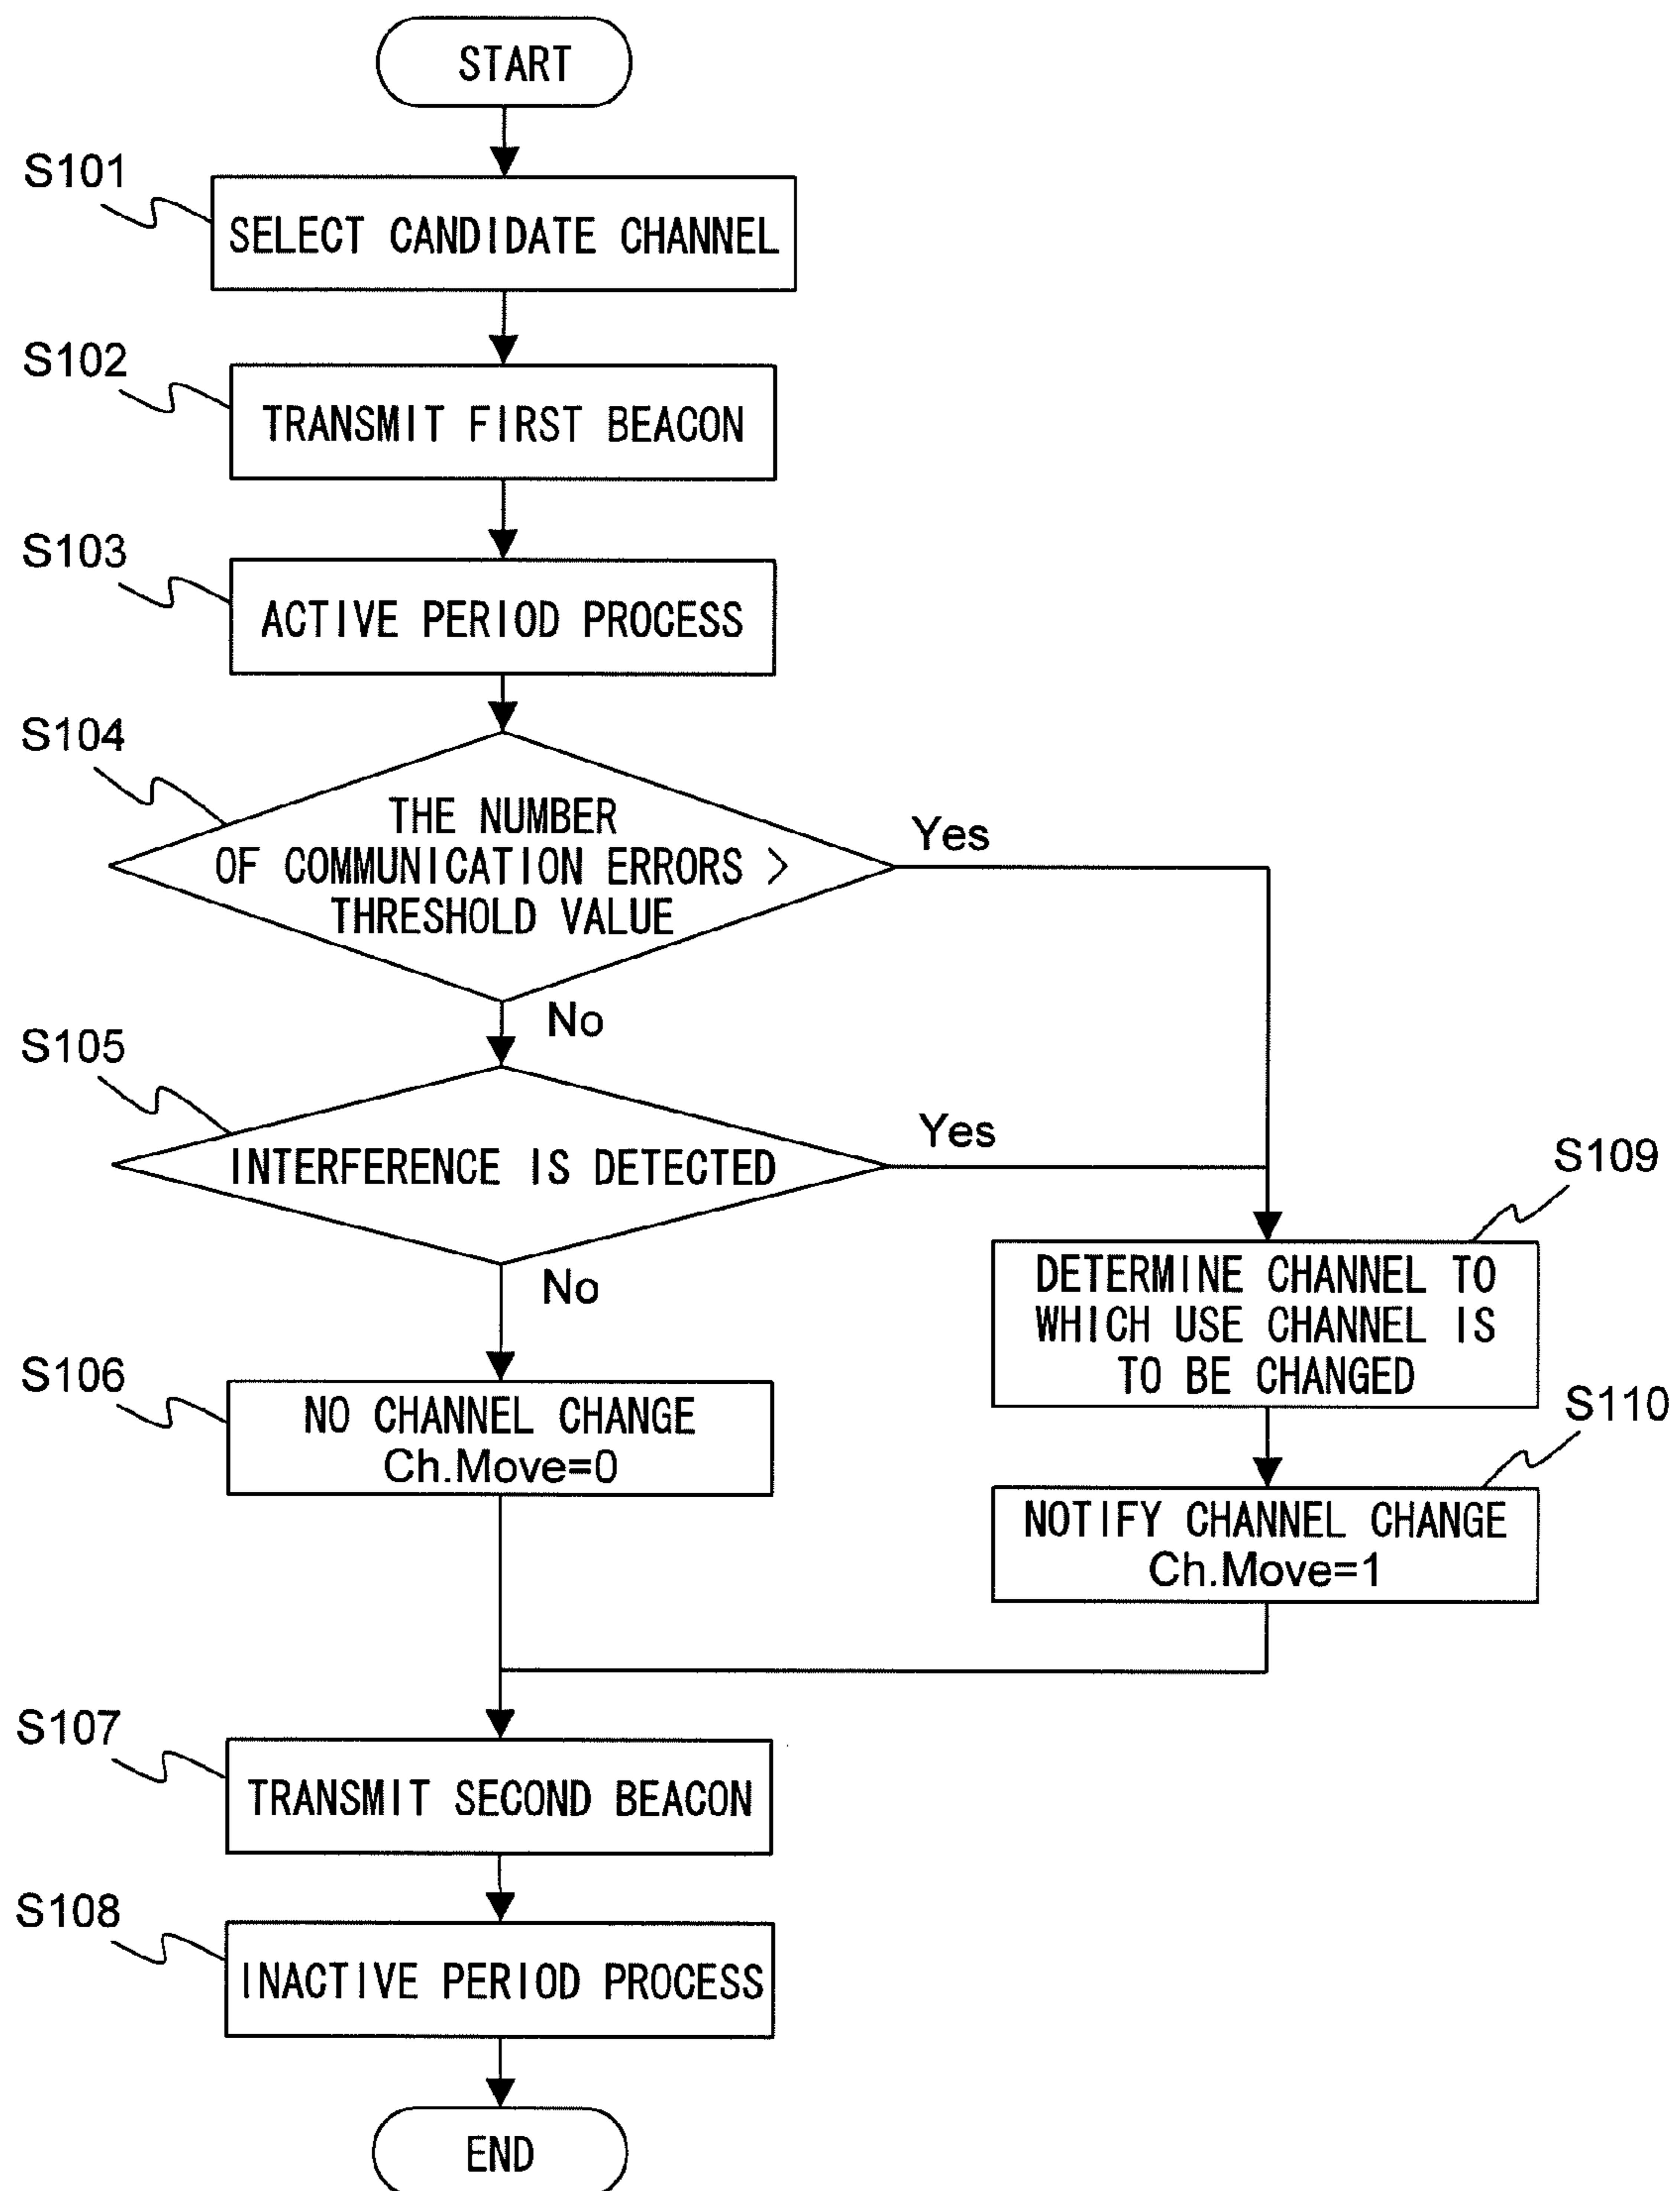 START
S101
SELECT CANDIDATE CHANNEL
S102
TRANSMIT FIRST BEACON
S103
ACTIVE PERIOD PROCESS
S104
THE NUMBER
OF COMMUNICATION ERRORS >
THRESHOLD VALUE
Yes
No
S105
INTERFERENCE IS DETECTED
Yes
No
S109
DETERMINE CHANNEL TO
WHICH USE CHANNEL IS
TO BE CHANGED
S106
NO CHANNEL CHANGE
Ch.Move=0
S110
NOTIFY CHANNEL CHANGE
Ch.Move=1
S107
TRANSMIT SECOND BEACON
S108
INACTIVE PERIOD PROCESS
END